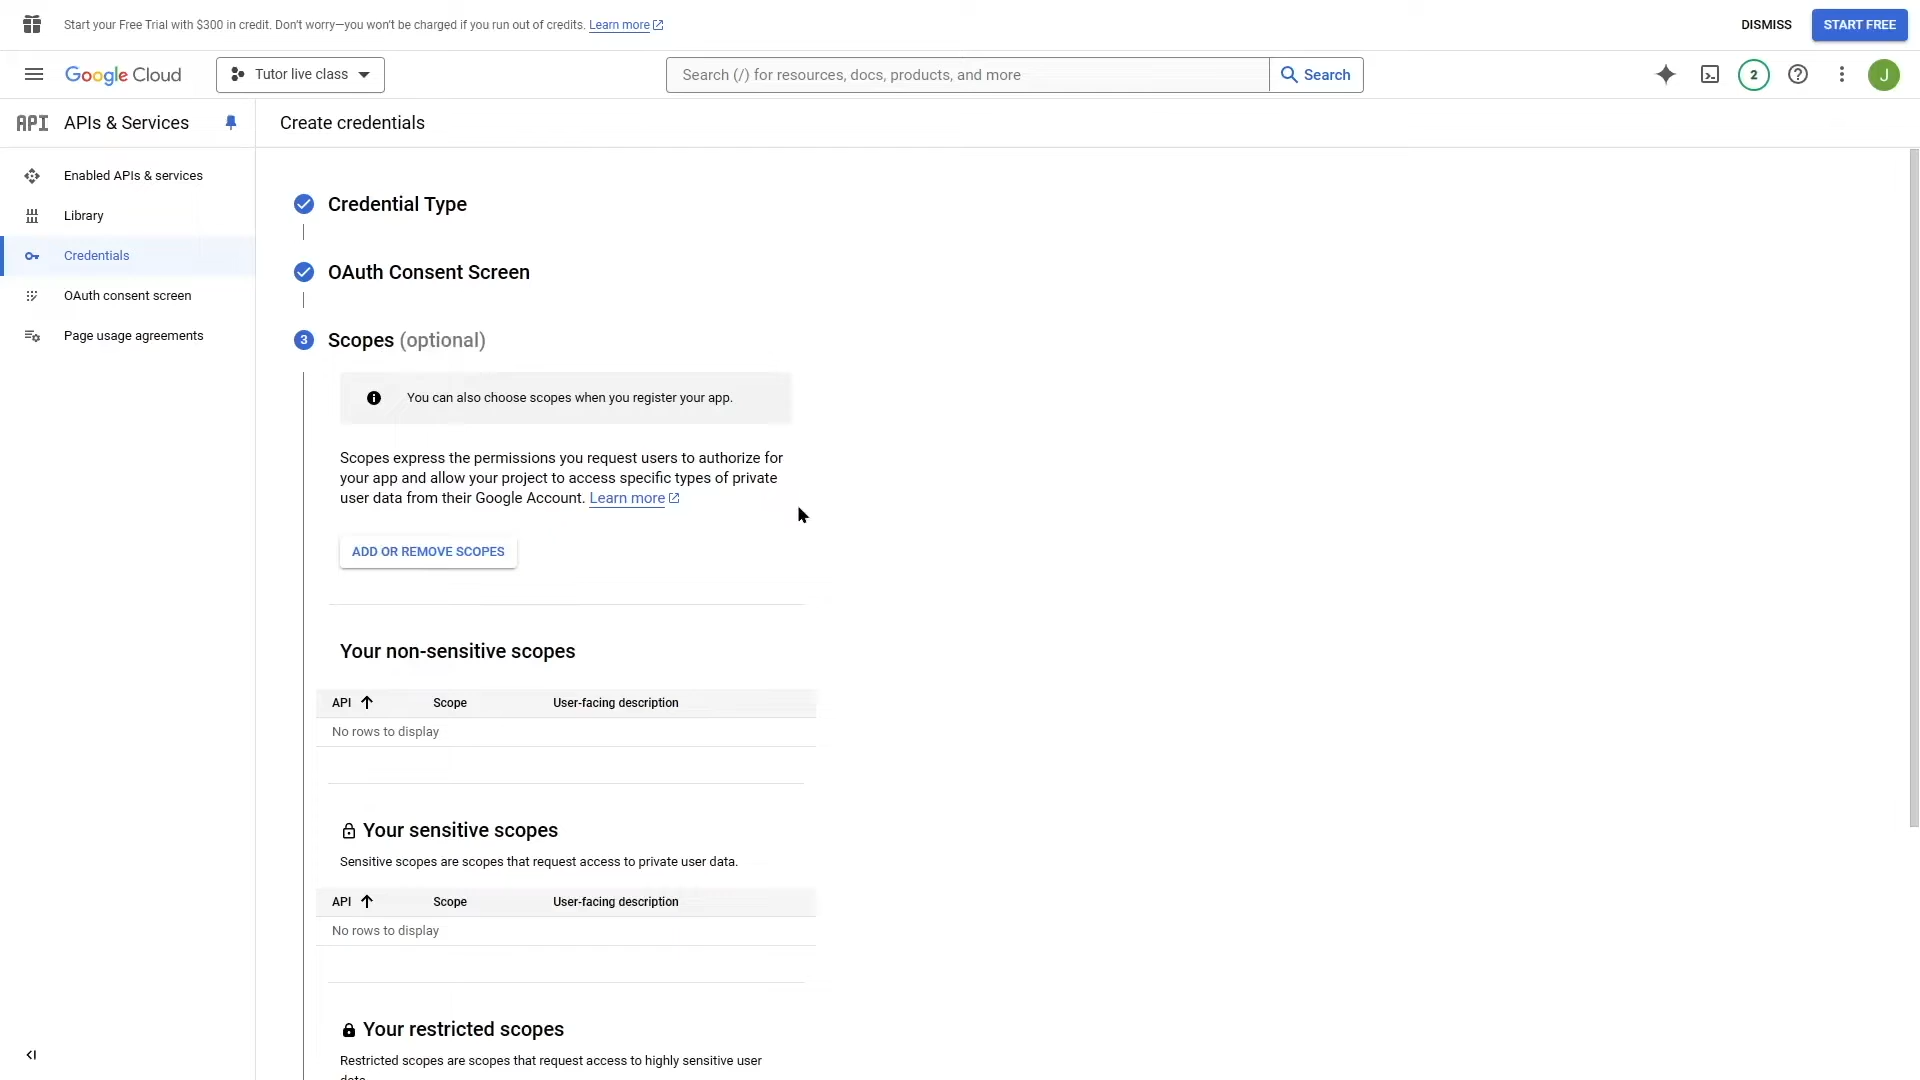 Start your Free Trial with $300 in credit. Don't worry—you won't be charged if you run out of credits. Learn more
DISMISS
START FREE
Google Cloud
Tutor live class
Search (/) for resources, docs, products, and more
Search
2
J
API APIs & Services
Create credentials
Enabled APIs & services
Library
Credentials
OAuth consent screen
Page usage agreements
Credential Type
OAuth Consent Screen
3 Scopes (optional)
You can also choose scopes when you register your app.
Scopes express the permissions you request users to authorize for
your app and allow your project to access specific types of private
user data from their Google Account. Learn more
ADD OR REMOVE SCOPES
Your non-sensitive scopes
API Scope User-facing description
No rows to display
Your sensitive scopes
Sensitive scopes are scopes that request access to private user data.
API Scope User-facing description
No rows to display
Your restricted scopes
Restricted scopes are scopes that request access to highly sensitive user
data.